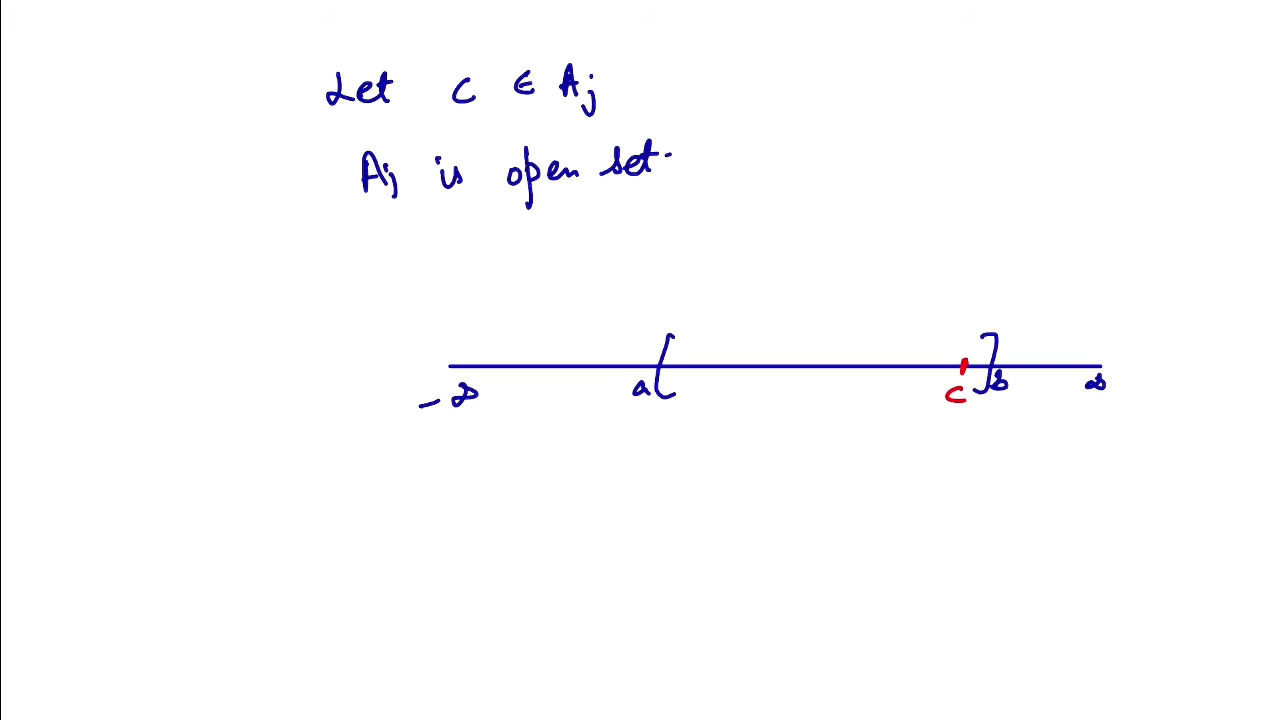 Let c ∈ Aj
Aj is open set.
-∞ a [ c ] b ∞